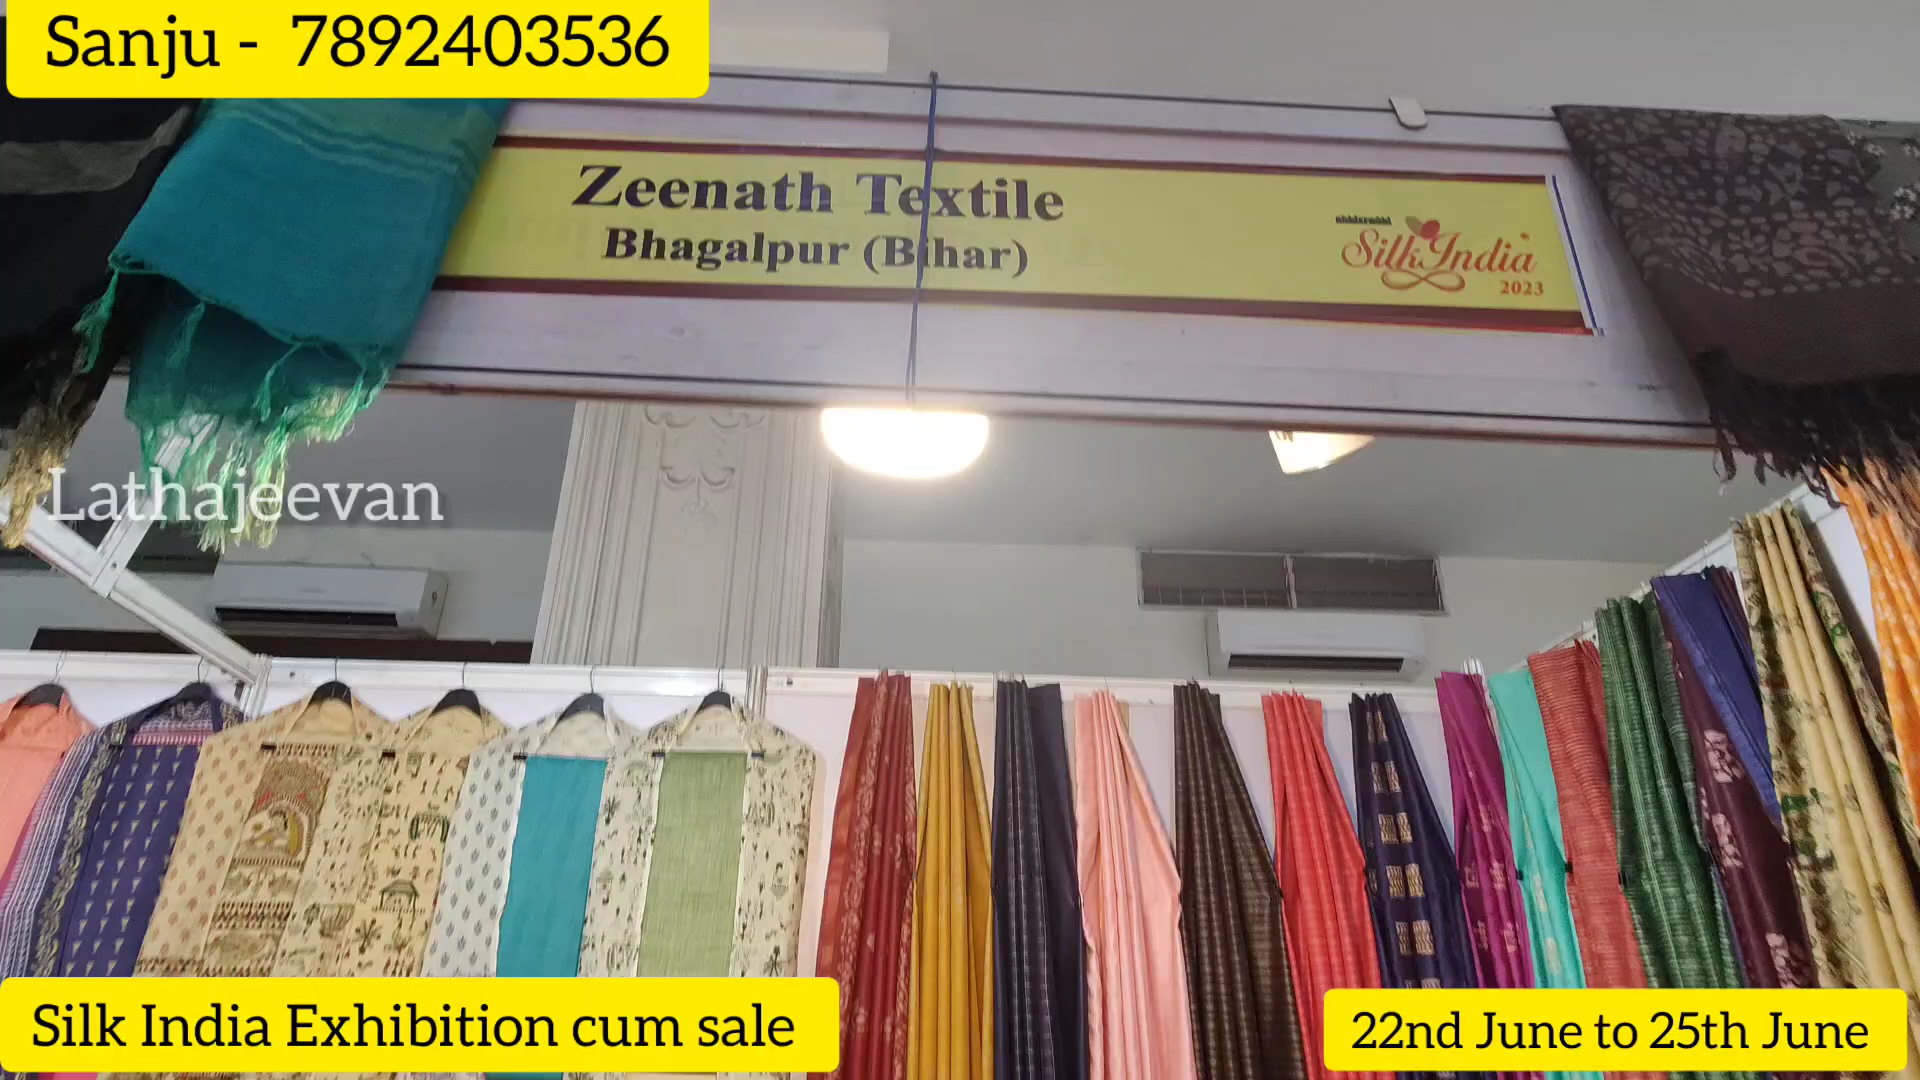 Sanju - 7892403536
Zeenath Textile
Bhagalpur (Bihar)
Silk India
2023
Lathajeevan
Silk India Exhibition cum sale
22nd June to 25th June